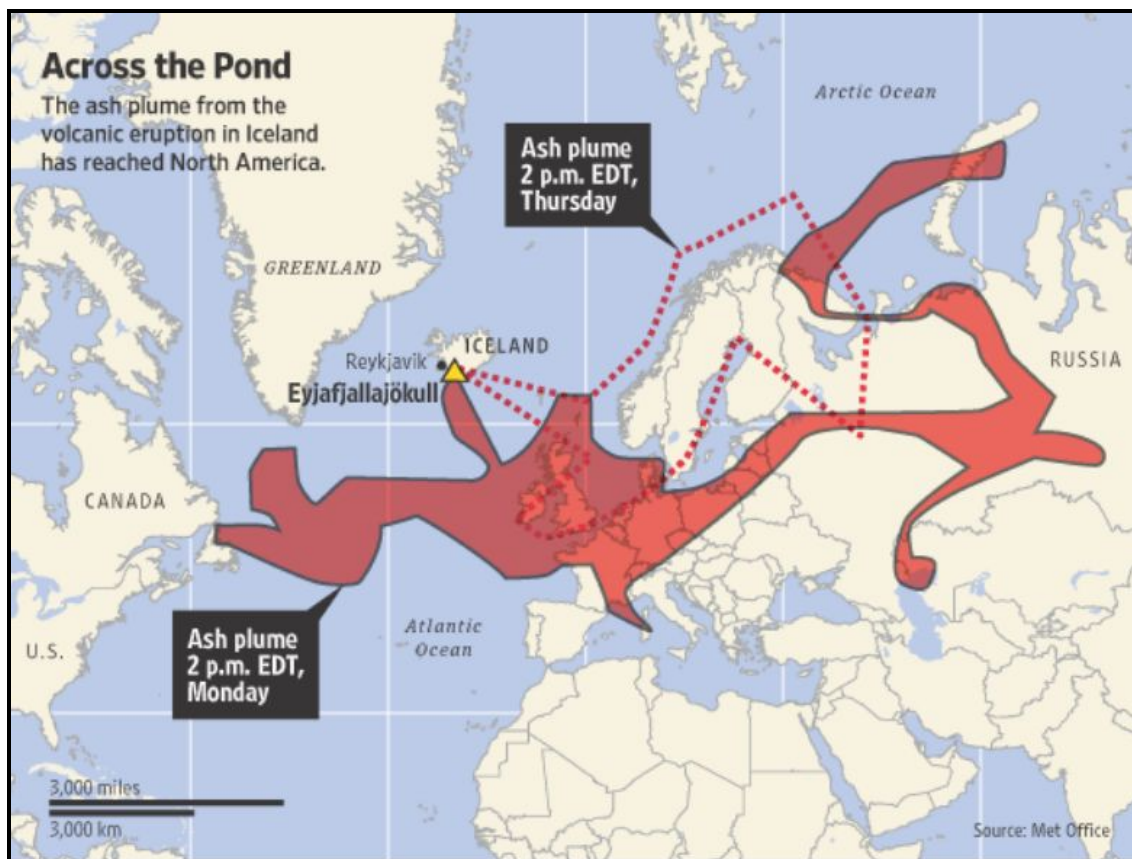 Across the Pond
The ash plume from the
volcanic eruption in Iceland
has reached North America.
Arctic Ocean
Ash plume
2 p.m. EDT,
Thursday
GREENLAND
ICELAND
Reykjavik
Eyjafjallajökull
RUSSIA
CANADA
Atlantic
Ocean
Ash plume
2 p.m. EDT,
Monday
U.S.
3,000 miles
3,000 km
Source: Met Office